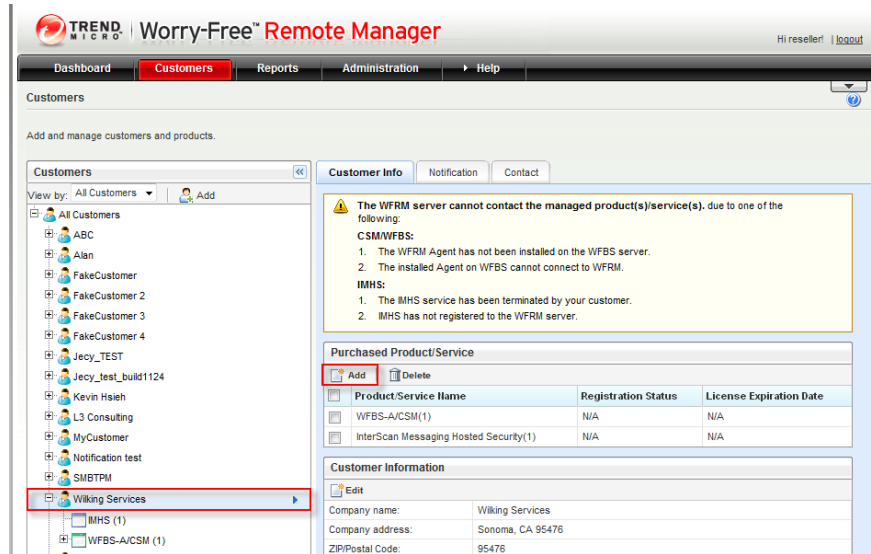 TREND MICRO Worry-Free™ Remote Manager
Hi reseller! | logout
Dashboard Customers Reports Administration Help
Customers
Add and manage customers and products.
Customers
View by: All Customers Add
All Customers
ABC
Alan
FakeCustomer
FakeCustomer 2
FakeCustomer 3
FakeCustomer 4
Jecy_TEST
Jecy_test_build1124
Kevin Hsieh
L3 Consulting
MyCustomer
Notification test
SMBTPM
Wilking Services
IMHS (1)
WFBS-A/CSM (1)
Customer Info Notification Contact
The WFRM server cannot contact the managed product(s)/service(s). due to one of the
following:
CSM/WFBS:
1. The WFRM Agent has not been installed on the WFBS server.
2. The installed Agent on WFBS cannot connect to WFRM.
IMHS:
1. The IMHS service has been terminated by your customer.
2. IMHS has not registered to the WFRM server.
Purchased Product/Service
Add Delete
Product/Service Name Registration Status License Expiration Date
WFBS-A/CSM(1) N/A N/A
InterScan Messaging Hosted Security(1) N/A N/A
Customer Information
Edit
Company name: Wilking Services
Company address: Sonoma, CA 95476
ZIP/Postal Code: 95476